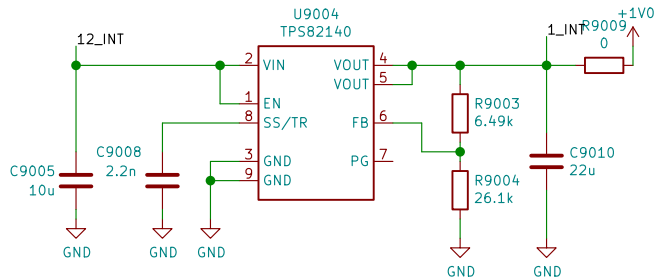 U9004
TPS82140
12_INT
1_INT
R9009
0
+1V0
2
VIN
VOUT
4
VOUT
5
1
EN
8
SS/TR
FB
6
3
GND
PG
7
9
GND
R9003
6.49k
R9004
26.1k
C9005
10u
C9008
2.2n
C9010
22u
GND
GND
GND
GND
GND